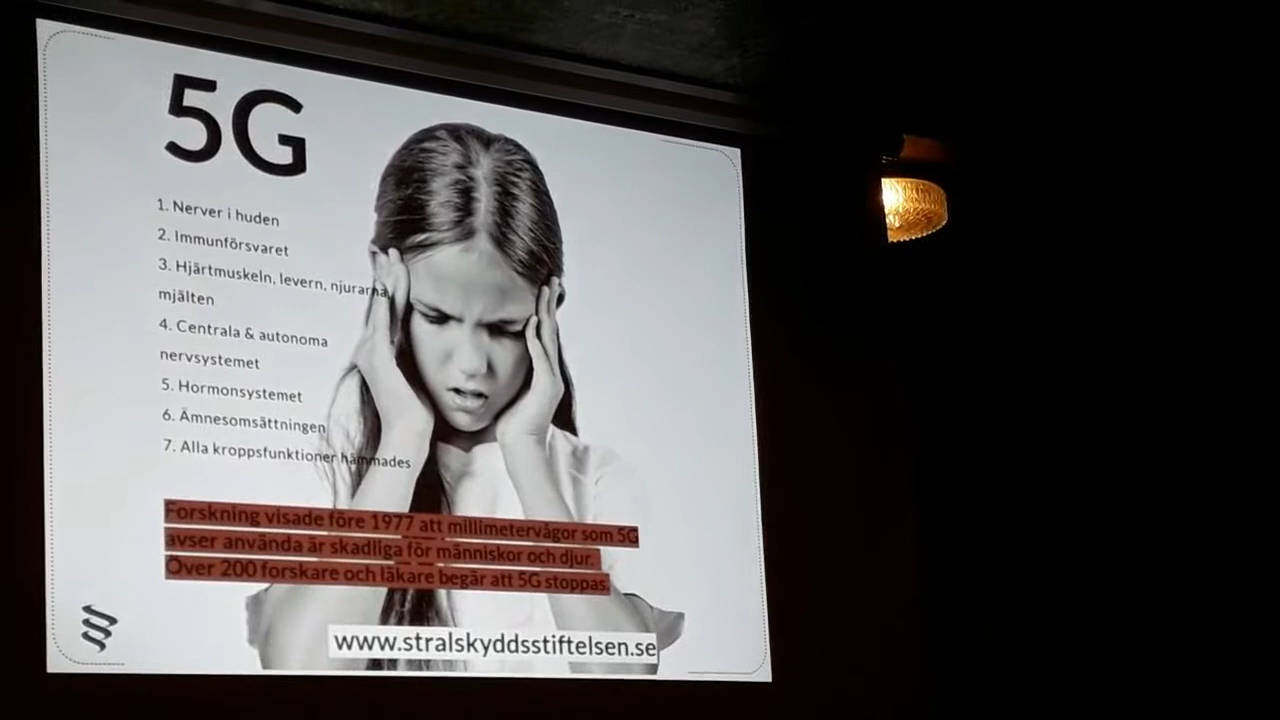 5G
1. Nerver i huden
2. Immunförsvaret
3. Hjärtmuskeln, levern, njurarna,
mjälten
4. Centrala & autonoma
nervsystemet
5. Hormonsystemet
6. Ämnesomsättningen
7. Alla kroppsfunktioner hämmades
Forskning visade före 1977 att millimetervågor som 5G
avser använda är skadliga för människor och djur.
Över 200 forskare och läkare begär att 5G stoppas.
www.stralskyddsstiftelsen.se